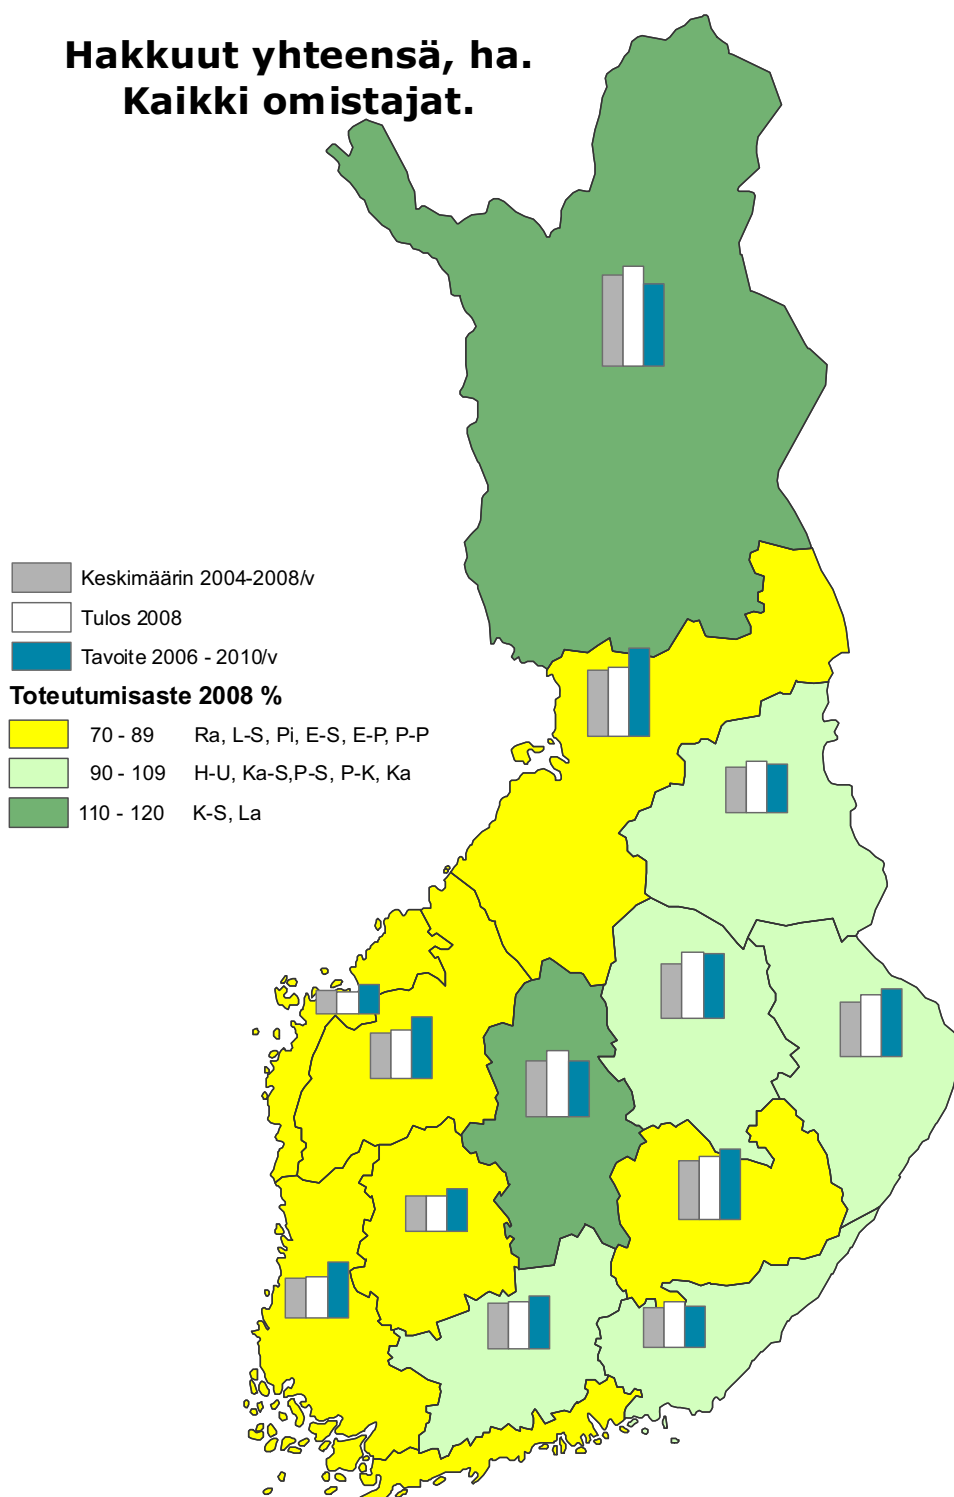 Hakkuut yhteensä, ha.
Kaikki omistajat.
Keskimäärin 2004-2008/v
Tulos 2008
Tavoite 2006 - 2010/v
Toteutumisaste 2008 %
70 - 89 Ra, L-S, Pi, E-S, E-P, P-P
90 - 109 H-U, Ka-S,P-S, P-K, Ka
110 - 120 K-S, La